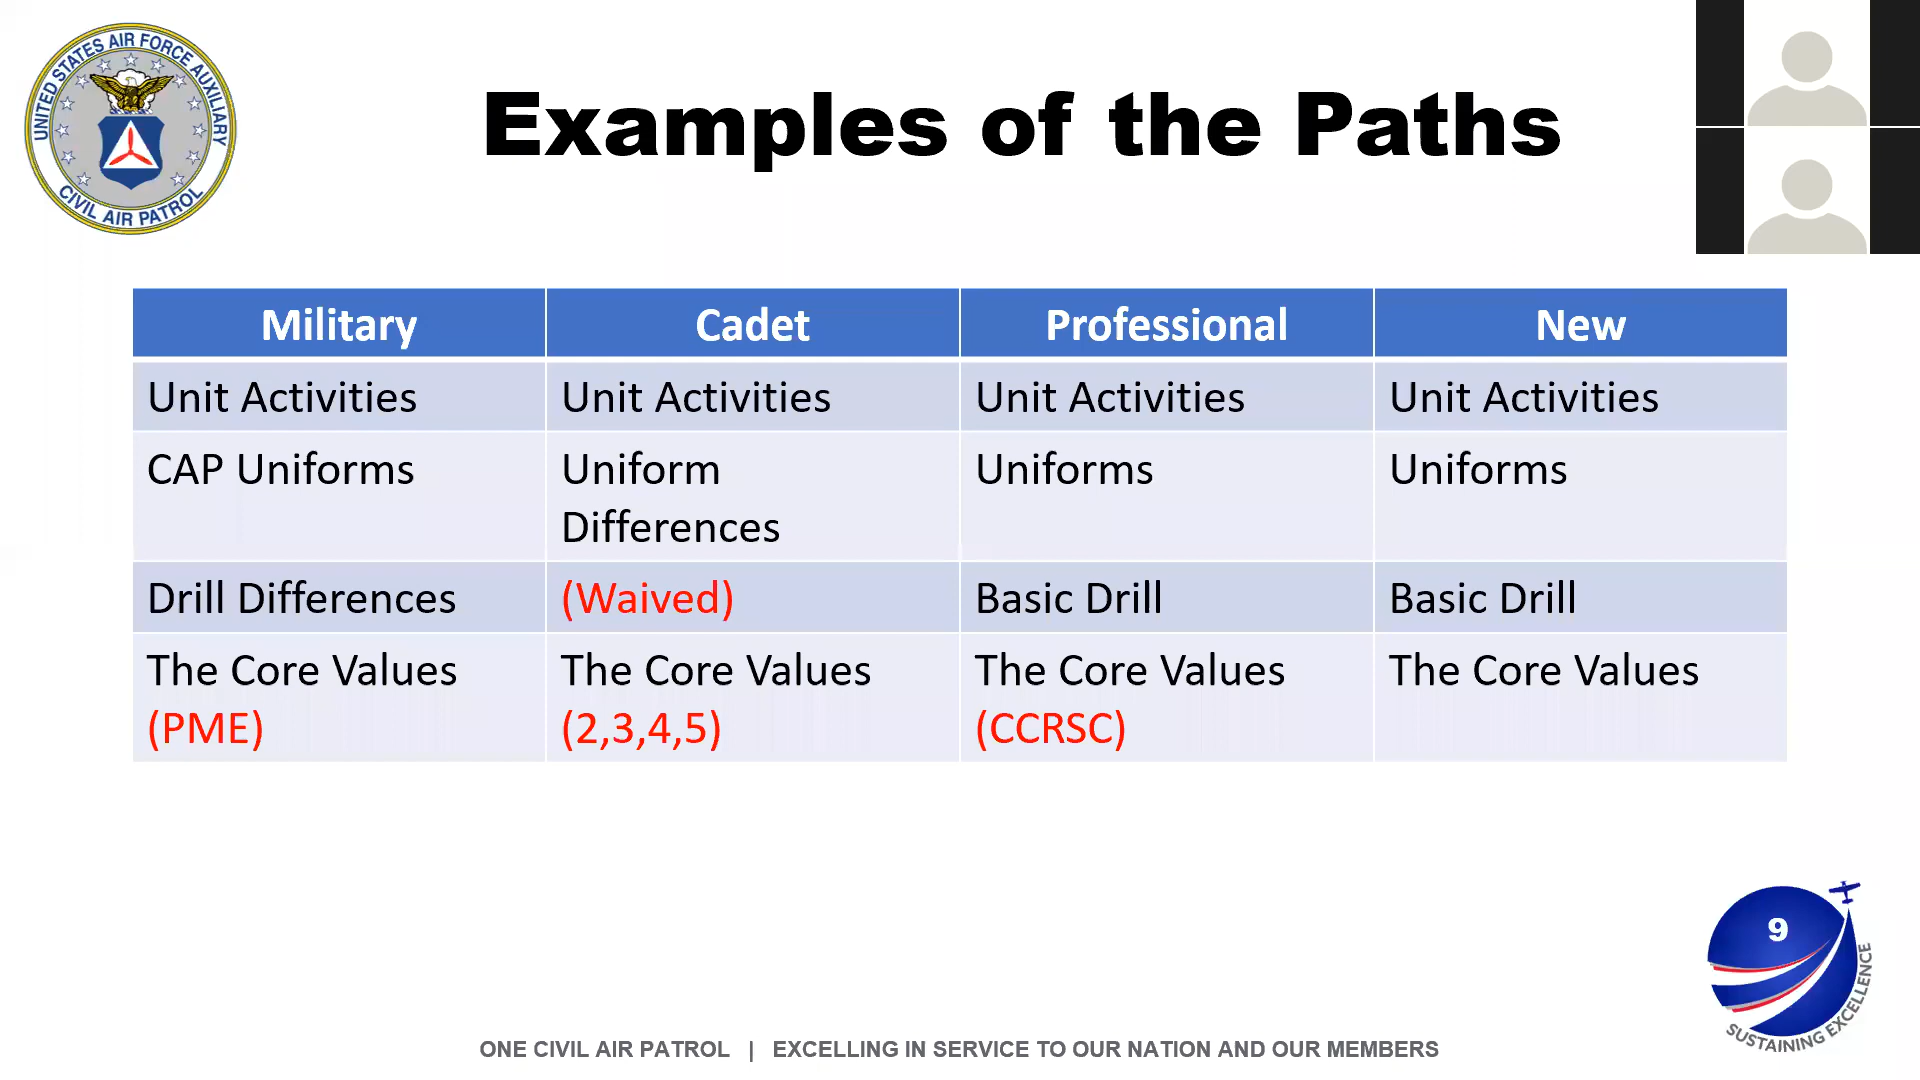 UNITED STATES AIR FORCE AUXILIARY
CIVIL AIR PATROL
Examples of the Paths
Military Cadet Professional New
Unit Activities Unit Activities Unit Activities Unit Activities
CAP Uniforms Uniform Uniforms Uniforms
Differences
Drill Differences (Waived) Basic Drill Basic Drill
The Core Values The Core Values The Core Values The Core Values
(PME) (2,3,4,5) (CCRSC)
9
SUSTAINING EXCELLENCE
ONE CIVIL AIR PATROL | EXCELLING IN SERVICE TO OUR NATION AND OUR MEMBERS